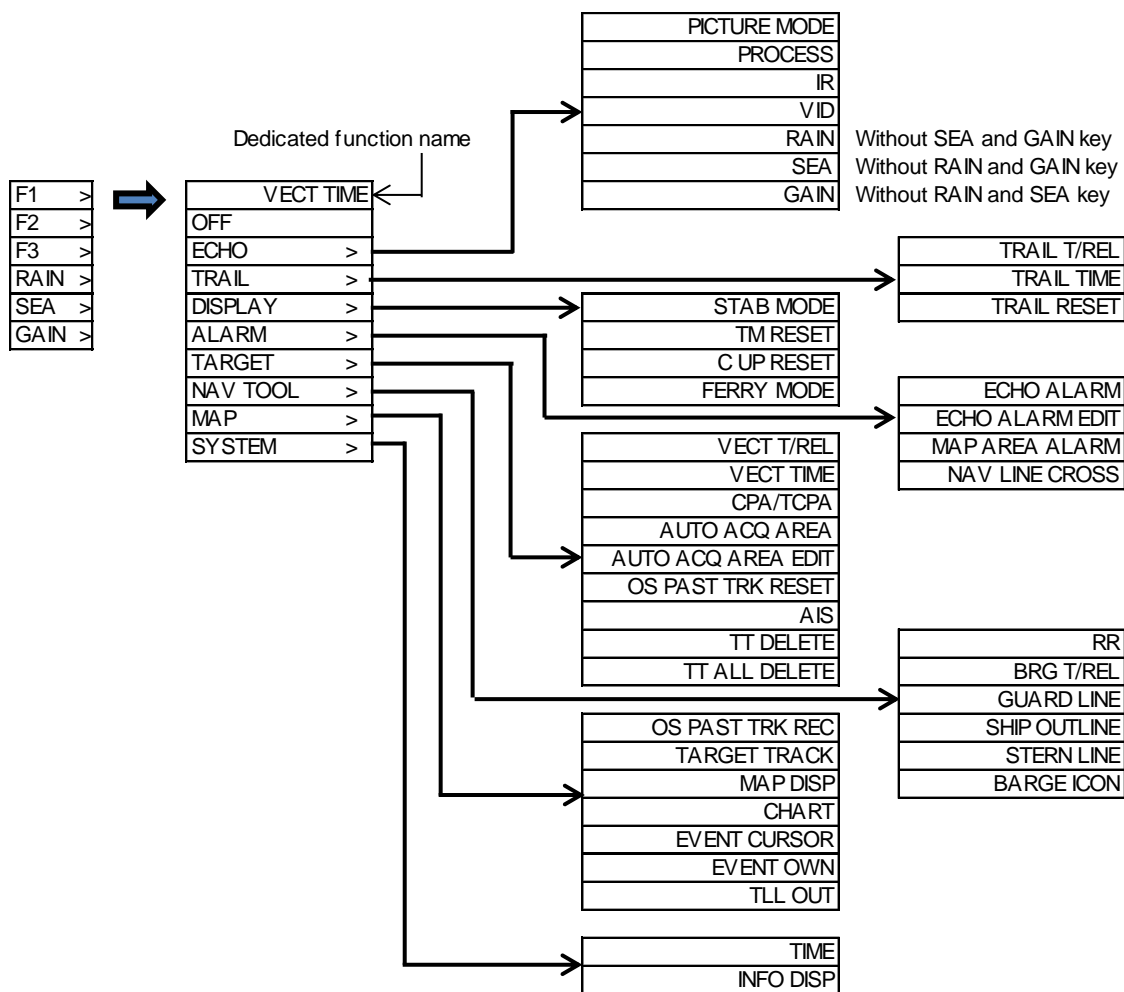 Dedicated function name
F1 >
F2 >
F3 >
RAIN >
SEA >
GAIN >
VECT TIME
OFF
ECHO >
TRAIL >
DISPLAY >
ALARM >
TARGET >
NAV TOOL >
MAP >
SYSTEM >
PICTURE MODE
PROCESS
IR
VID
RAIN Without SEA and GAIN key
SEA Without RAIN and GAIN key
GAIN Without RAIN and SEA key
TRAIL T/REL
TRAIL TIME
TRAIL RESET
STAB MODE
TM RESET
C UP RESET
FERRY MODE
ECHO ALARM
ECHO ALARM EDIT
MAP AREA ALARM
NAV LINE CROSS
VECT T/REL
VECT TIME
CPA/TCPA
AUTO ACQ AREA
AUTO ACQ AREA EDIT
OS PAST TRK RESET
AIS
TT DELETE
TT ALL DELETE
RR
BRG T/REL
GUARD LINE
SHIP OUTLINE
STERN LINE
BARGE ICON
OS PAST TRK REC
TARGET TRACK
MAP DISP
CHART
EVENT CURSOR
EVENT OWN
TLL OUT
TIME
INFO DISP